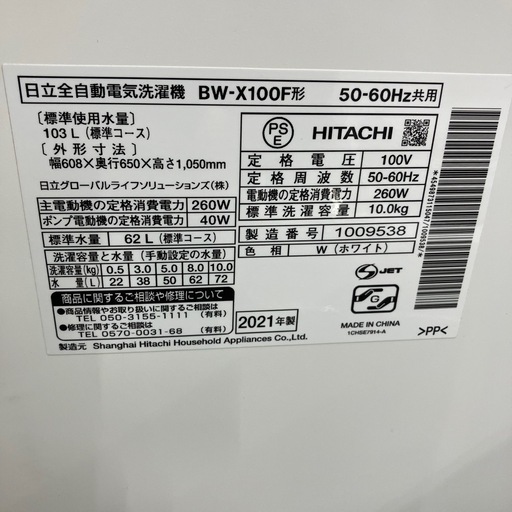 日立全自動電気洗濯機 BW-X100F形 50-60Hz共用
〔標準使用水量〕
103 L (標準コース)
〔外形寸法〕
幅608×奥行650×高さ1,050mm
日立グローバルライフソリューションズ(株)
主電動機の定格消費電力 260W
ポンプ電動機の定格消費電力 40W
標準水量 62 L (標準コース)
洗濯容量と水量 (手動設定の水量)
洗濯容量(kg) 0.5 3.0 5.0 8.0 10.0
水量(L) 22 38 50 62 72
商品に関するご相談や修理について
●商品情報やお取り扱いに関するご相談
TEL 050-3155-1111 (有料)
●修理に関するご相談
TEL 0570-0031-68 (有料)
製造元 Shanghai Hitachi Household Appliances Co.,Ltd.
PS
E
HITACHI
定格電圧 100V
定格周波数 50-60Hz
電動機の定格消費電力 260W
標準洗濯容量 10.0kg
製造番号 1009538
色 W (ホワイト)
JET
G
2021年製
MADE IN CHINA
1CHSE7914-A
>PP<